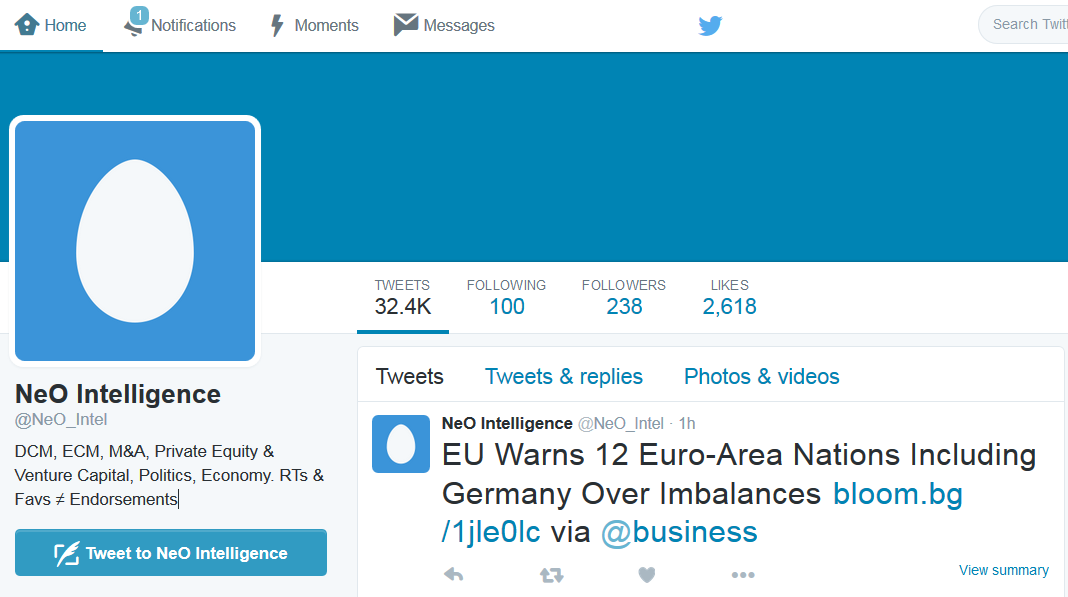 Home
1
Notifications
Moments
Messages
Search Twit
TWEETS
FOLLOWING
FOLLOWERS
LIKES
32.4K
100
238
2,618
NeO Intelligence
@NeO_Intel
DCM, ECM, M&A, Private Equity &
Venture Capital, Politics, Economy. RTs &
Favs ≠ Endorsements
Tweet to NeO Intelligence
Tweets
Tweets & replies
Photos & videos
NeO Intelligence @NeO_Intel · 1h
EU Warns 12 Euro-Area Nations Including
Germany Over Imbalances bloom.bg
/1jle0lc via @business
View summary